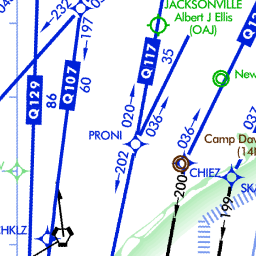 JACKSONVILLE
Albert J Ellis
(OAJ)
232
197
Q117
35
Q129
86
Q107
60
New
020
036
036
PRONI
Camp Dav
(14
202
CHIEZ
SK
200
169
HKLZ